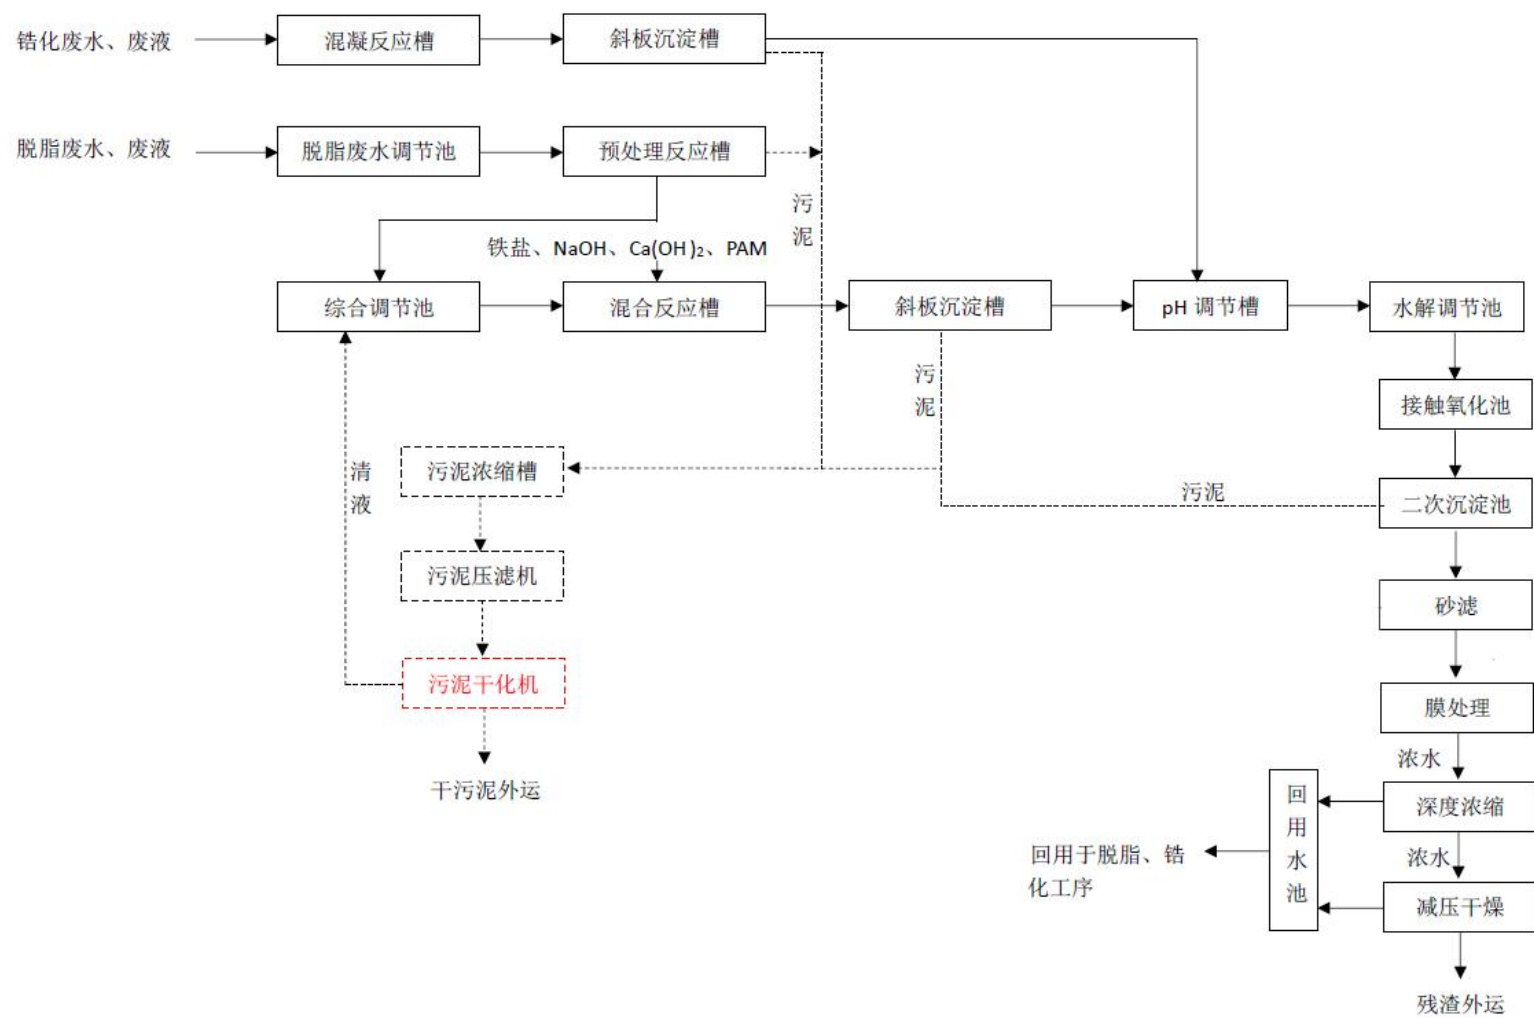 锆化废水、废液
混凝反应槽
斜板沉淀槽
脱脂废水、废液
脱脂废水调节池
预处理反应槽
污
泥
铁盐、NaOH、Ca(OH)₂、PAM
综合调节池
混合反应槽
斜板沉淀槽
pH 调节槽
水解调节池
污
泥
接触氧化池
清
液
污泥浓缩槽
污泥
二次沉淀池
污泥压滤机
砂滤
污泥干化机
膜处理
浓水
干污泥外运
回
用
水
池
深度浓缩
浓水
回用于脱脂、锆
化工序
减压干燥
残渣外运